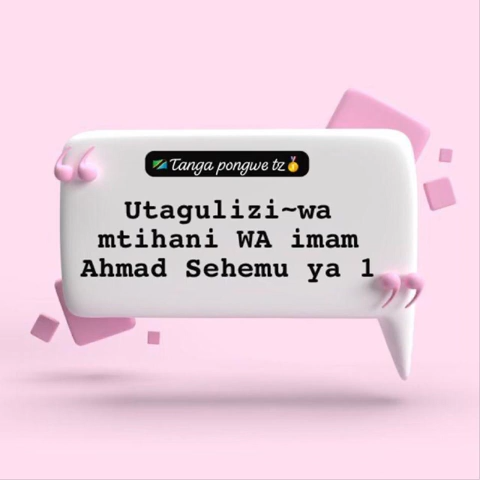 🇹🇿Tanga pongwe tz🏅
Utagulizi~wa
mtihani WA imam
Ahmad Sehemu ya 1